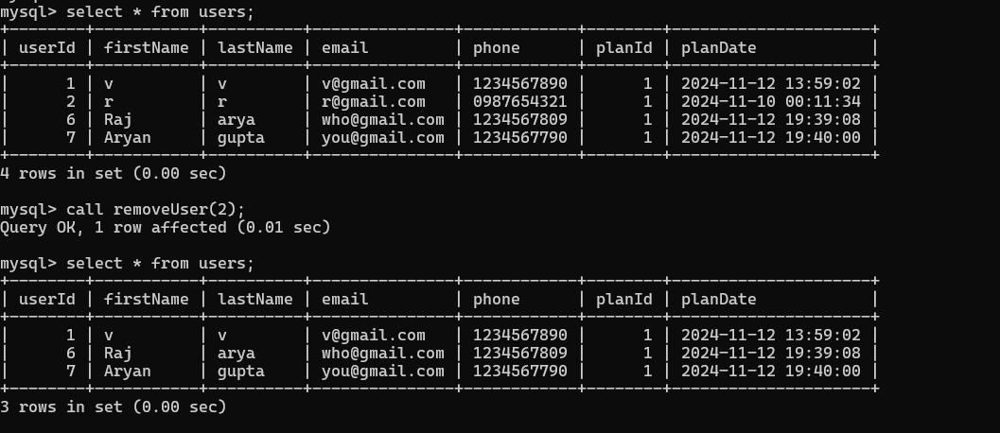 mysql> select * from users;
+--------+-----------+----------+---------------+-----------+--------+---------------------+
| userId | firstName | lastName | email         | phone      | planId | planDate            |
+--------+-----------+----------+---------------+-----------+--------+---------------------+
|      1 | v         | v        | v@gmail.com   | 1234567890 |      1 | 2024-11-12 13:59:02 |
|      2 | r         | r        | r@gmail.com   | 0987654321 |      1 | 2024-11-10 00:11:34 |
|      6 | Raj       | arya     | who@gmail.com | 1234567809 |      1 | 2024-11-12 19:39:08 |
|      7 | Aryan     | gupta    | you@gmail.com | 1234567790 |      1 | 2024-11-12 19:40:00 |
+--------+-----------+----------+---------------+-----------+--------+---------------------+
4 rows in set (0.00 sec)

mysql> call removeUser(2);
Query OK, 1 row affected (0.01 sec)

mysql> select * from users;
+--------+-----------+----------+---------------+-----------+--------+---------------------+
| userId | firstName | lastName | email         | phone      | planId | planDate            |
+--------+-----------+----------+---------------+-----------+--------+---------------------+
|      1 | v         | v        | v@gmail.com   | 1234567890 |      1 | 2024-11-12 13:59:02 |
|      6 | Raj       | arya     | who@gmail.com | 1234567809 |      1 | 2024-11-12 19:39:08 |
|      7 | Aryan     | gupta    | you@gmail.com | 1234567790 |      1 | 2024-11-12 19:40:00 |
+--------+-----------+----------+---------------+-----------+--------+---------------------+
3 rows in set (0.00 sec)